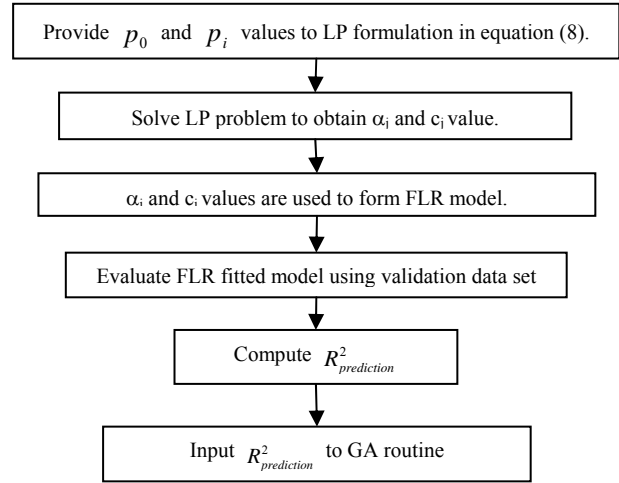 Provide p₀ and pᵢ values to LP formulation in equation (8).
Solve LP problem to obtain αⱼ and cⱼ value.
αᵢ and cᵢ values are used to form FLR model.
Evaluate FLR fitted model using validation data set
Compute R²prediction
Input R²prediction to GA routine